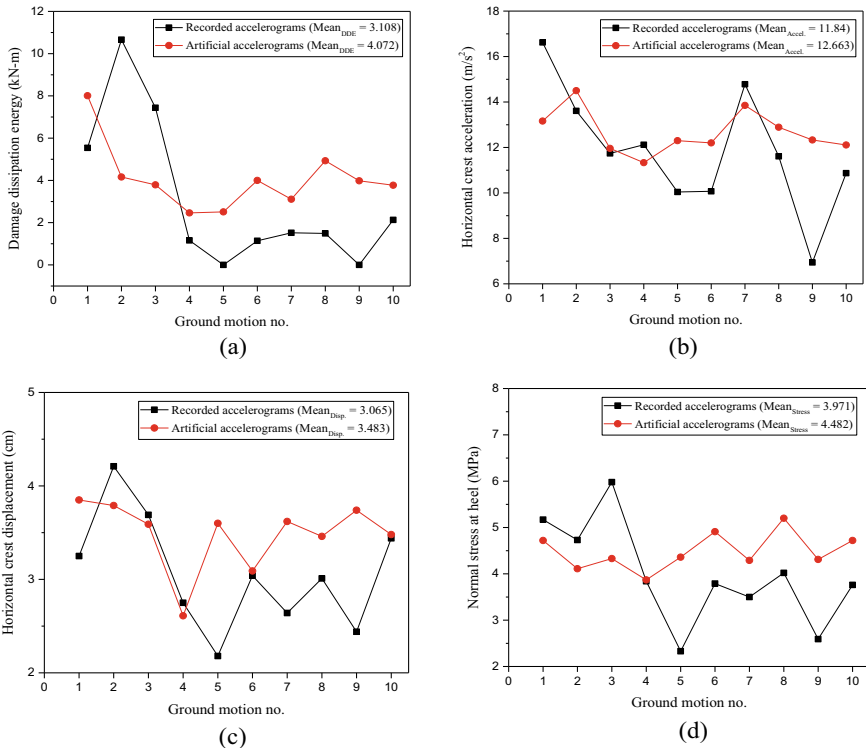 (a)
Recorded accelerograms (Mean_DDE = 3.108)
Artificial accelerograms (Mean_DDE = 4.072)
Damage dissipation energy (kN-m)
12
10
8
6
4
2
0
0 1 2 3 4 5 6 7 8 9 10
Ground motion no.
(b)
Recorded accelerograms (Mean_Accel. = 11.84)
Artificial accelerograms (Mean_Accel. = 12.663)
Horizontal crest acceleration (m/s²)
18
16
14
12
10
8
6
0 1 2 3 4 5 6 7 8 9 10
Ground motion no.
(c)
Recorded accelerograms (Mean_Disp. = 3.065)
Artificial accelerograms (Mean_Disp. = 3.483)
Horizontal crest displacement (cm)
5
4
3
2
0 1 2 3 4 5 6 7 8 9 10
Ground motion no.
(d)
Recorded accelerograms (Mean_Stress = 3.971)
Artificial accelerograms (Mean_Stress = 4.482)
Normal stress at heel (MPa)
8
7
6
5
4
3
2
0 1 2 3 4 5 6 7 8 9 10
Ground motion no.